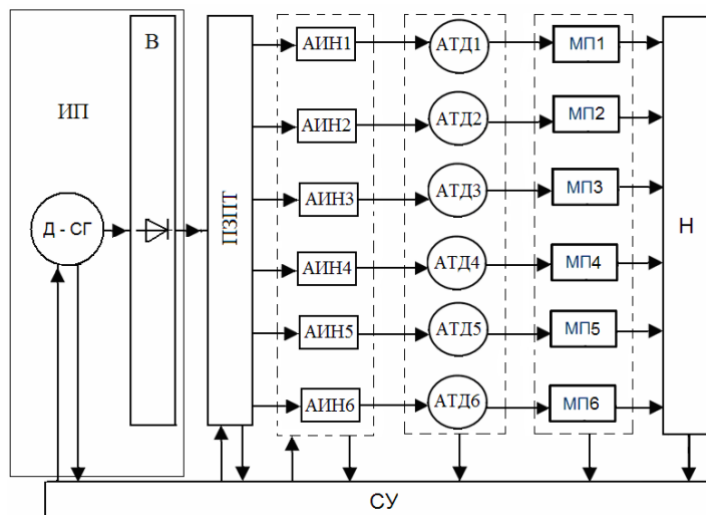 ИП
В
Д - СГ
ПЗПТ
АИН1
АТД1
МП1
АИН2
АТД2
МП2
АИН3
АТД3
МП3
АИН4
АТД4
МП4
АИН5
АТД5
МП5
АИН6
АТД6
МП6
Н
СУ